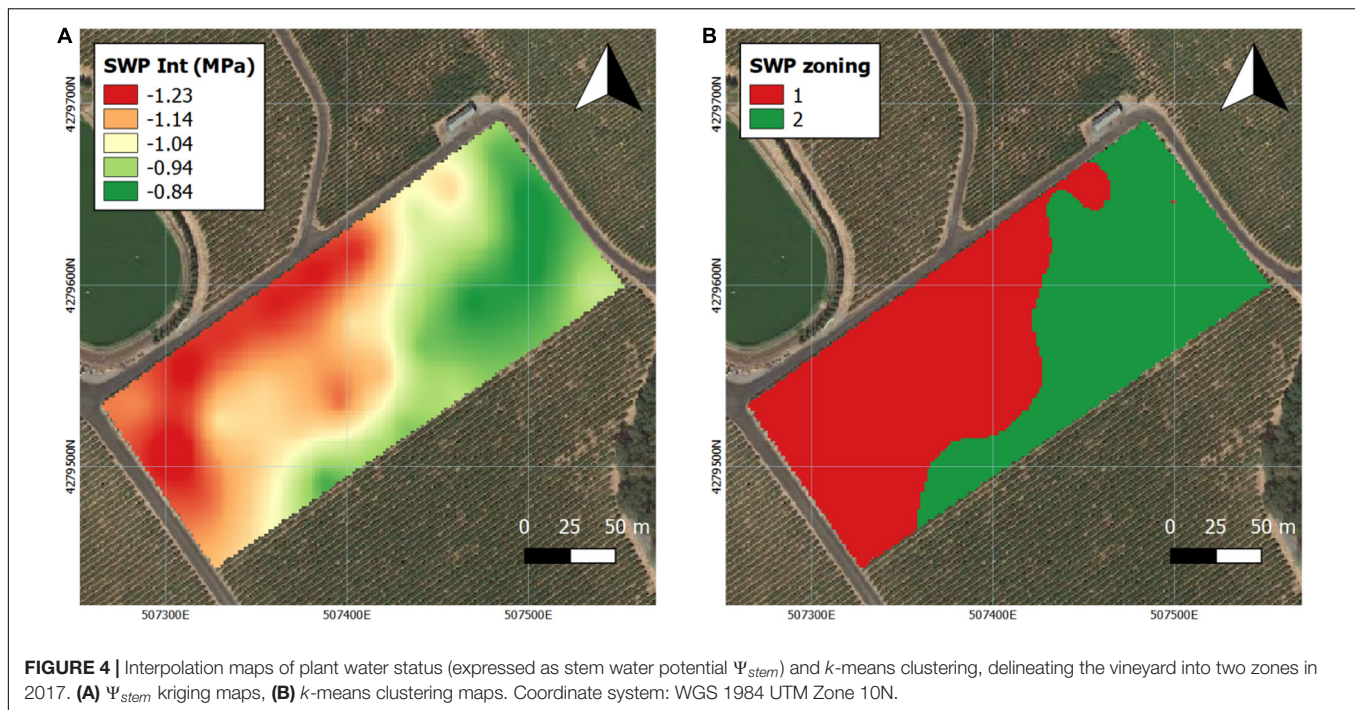 A
SWP Int (MPa)
-1.23
-1.14
-1.04
-0.94
-0.84
4279700N
4279600N
4279500N
0 25 50 m
507300E 507400E 507500E
B
SWP zoning
1
2
4279700N
4279600N
4279500N
0 25 50 m
507300E 507400E 507500E
FIGURE 4 | Interpolation maps of plant water status (expressed as stem water potential Ψstem) and k-means clustering, delineating the vineyard into two zones in
2017. (A) Ψstem kriging maps, (B) k-means clustering maps. Coordinate system: WGS 1984 UTM Zone 10N.